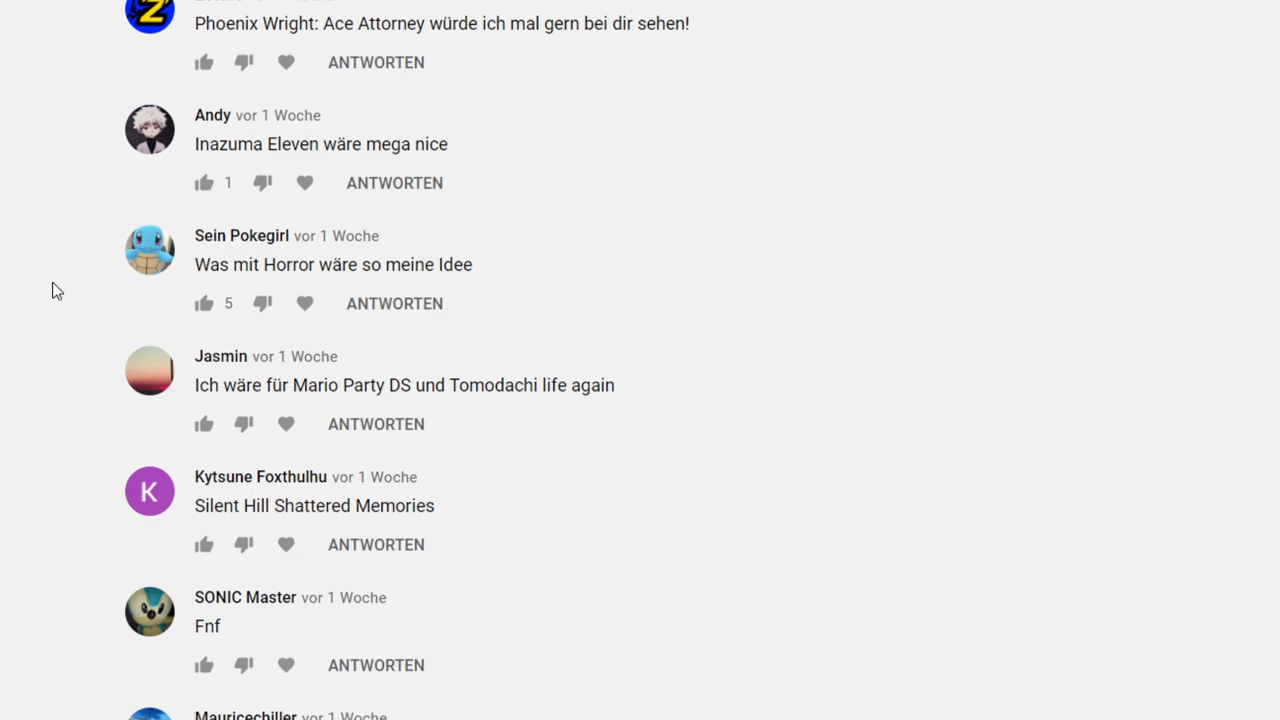 Phoenix Wright: Ace Attorney würde ich mal gern bei dir sehen!
ANTWORTEN
Andy vor 1 Woche
Inazuma Eleven wäre mega nice
1 ANTWORTEN
Sein Pokegirl vor 1 Woche
Was mit Horror wäre so meine Idee
5 ANTWORTEN
Jasmin vor 1 Woche
Ich wäre für Mario Party DS und Tomodachi life again
ANTWORTEN
K
Kytsune Foxthulhu vor 1 Woche
Silent Hill Shattered Memories
ANTWORTEN
SONIC Master vor 1 Woche
Fnf
ANTWORTEN
Mauricechiller vor 1 Woche